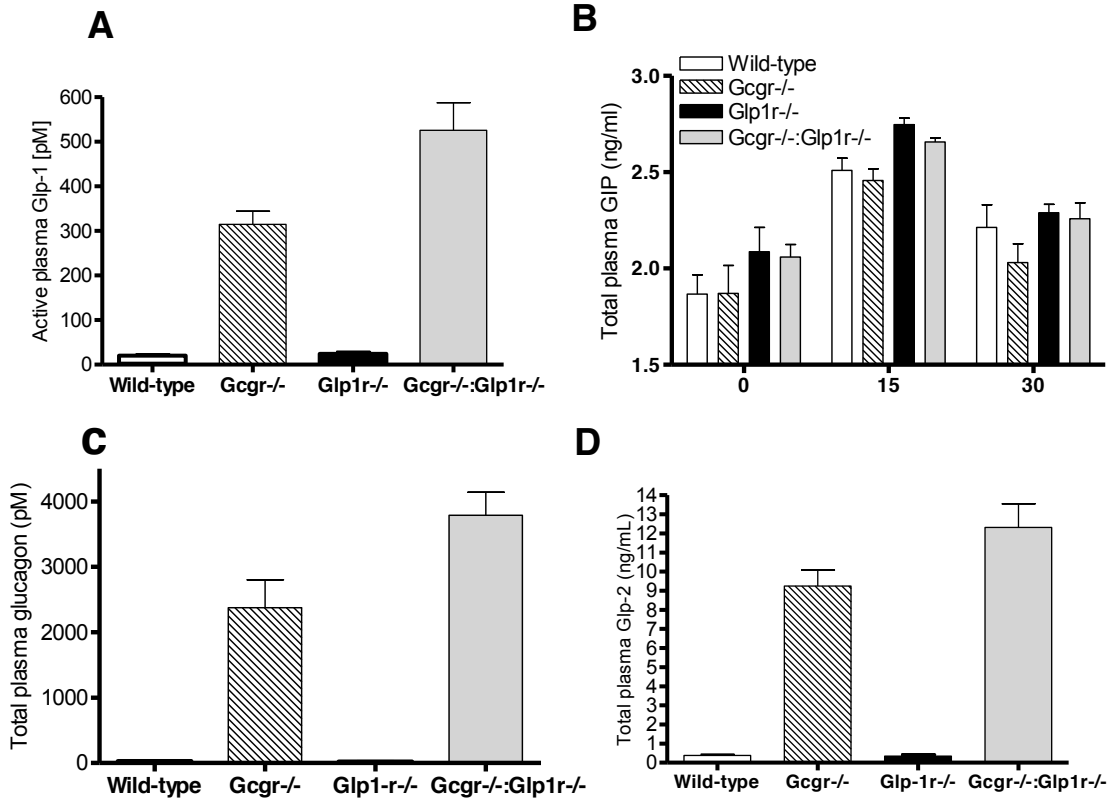 A
Active plasma Glp-1 [pM]
600
500
400
300
200
100
0
Wild-type Gcgr-/- Glp1r-/- Gcgr-/-:Glp1r-/-
B
Total plasma GIP (ng/ml)
Wild-type
Gcgr-/-
Glp1r-/-
Gcgr-/-:Glp1r-/-
3.0
2.5
2.0
1.5
0 15 30
C
Total plasma glucagon (pM)
4000
3000
2000
1000
0
Wild-type Gcgr-/- Glp1-r-/- Gcgr-/-:Glp1r-/-
D
Total plasma Glp-2 (ng/mL)
14
13
12
11
10
9
8
7
6
5
4
3
2
1
0
Wild-type Gcgr-/- Glp-1r-/- Gcgr-/-:Glp1r-/-